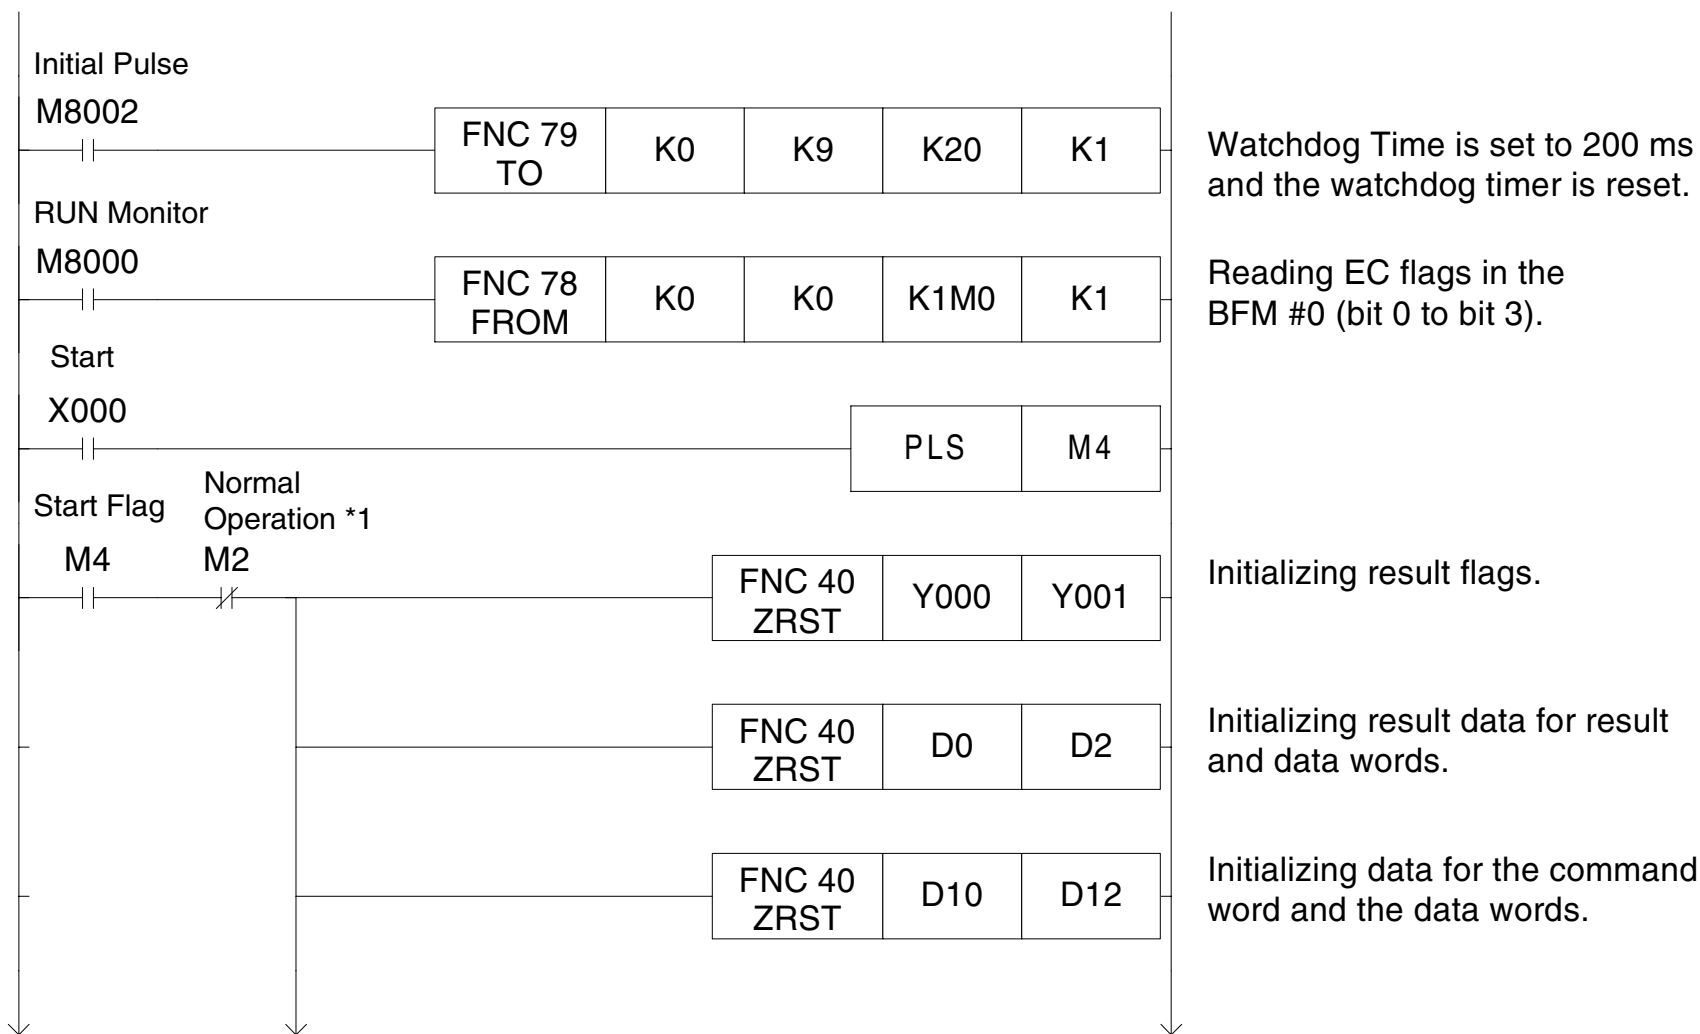 Initial Pulse
M8002
FNC 79
TO
K0
K9
K20
K1
Watchdog Time is set to 200 ms
and the watchdog timer is reset.
RUN Monitor
M8000
FNC 78
FROM
K0
K0
K1M0
K1
Reading EC flags in the
BFM #0 (bit 0 to bit 3).
Start
X000
PLS
M4
Start Flag
Normal
Operation *1
M4
M2
FNC 40
ZRST
Y000
Y001
Initializing result flags.
FNC 40
ZRST
D0
D2
Initializing result data for result
and data words.
FNC 40
ZRST
D10
D12
Initializing data for the command
word and the data words.